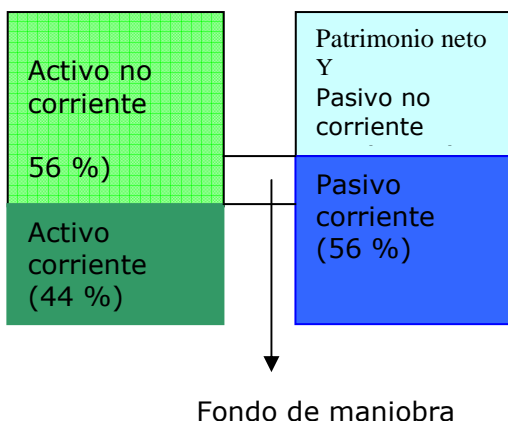 Activo no
corriente
56 %)
Activo
corriente
(44 %)
Patrimonio neto
Y
Pasivo no
corriente
Pasivo
corriente
(56 %)
Fondo de maniobra